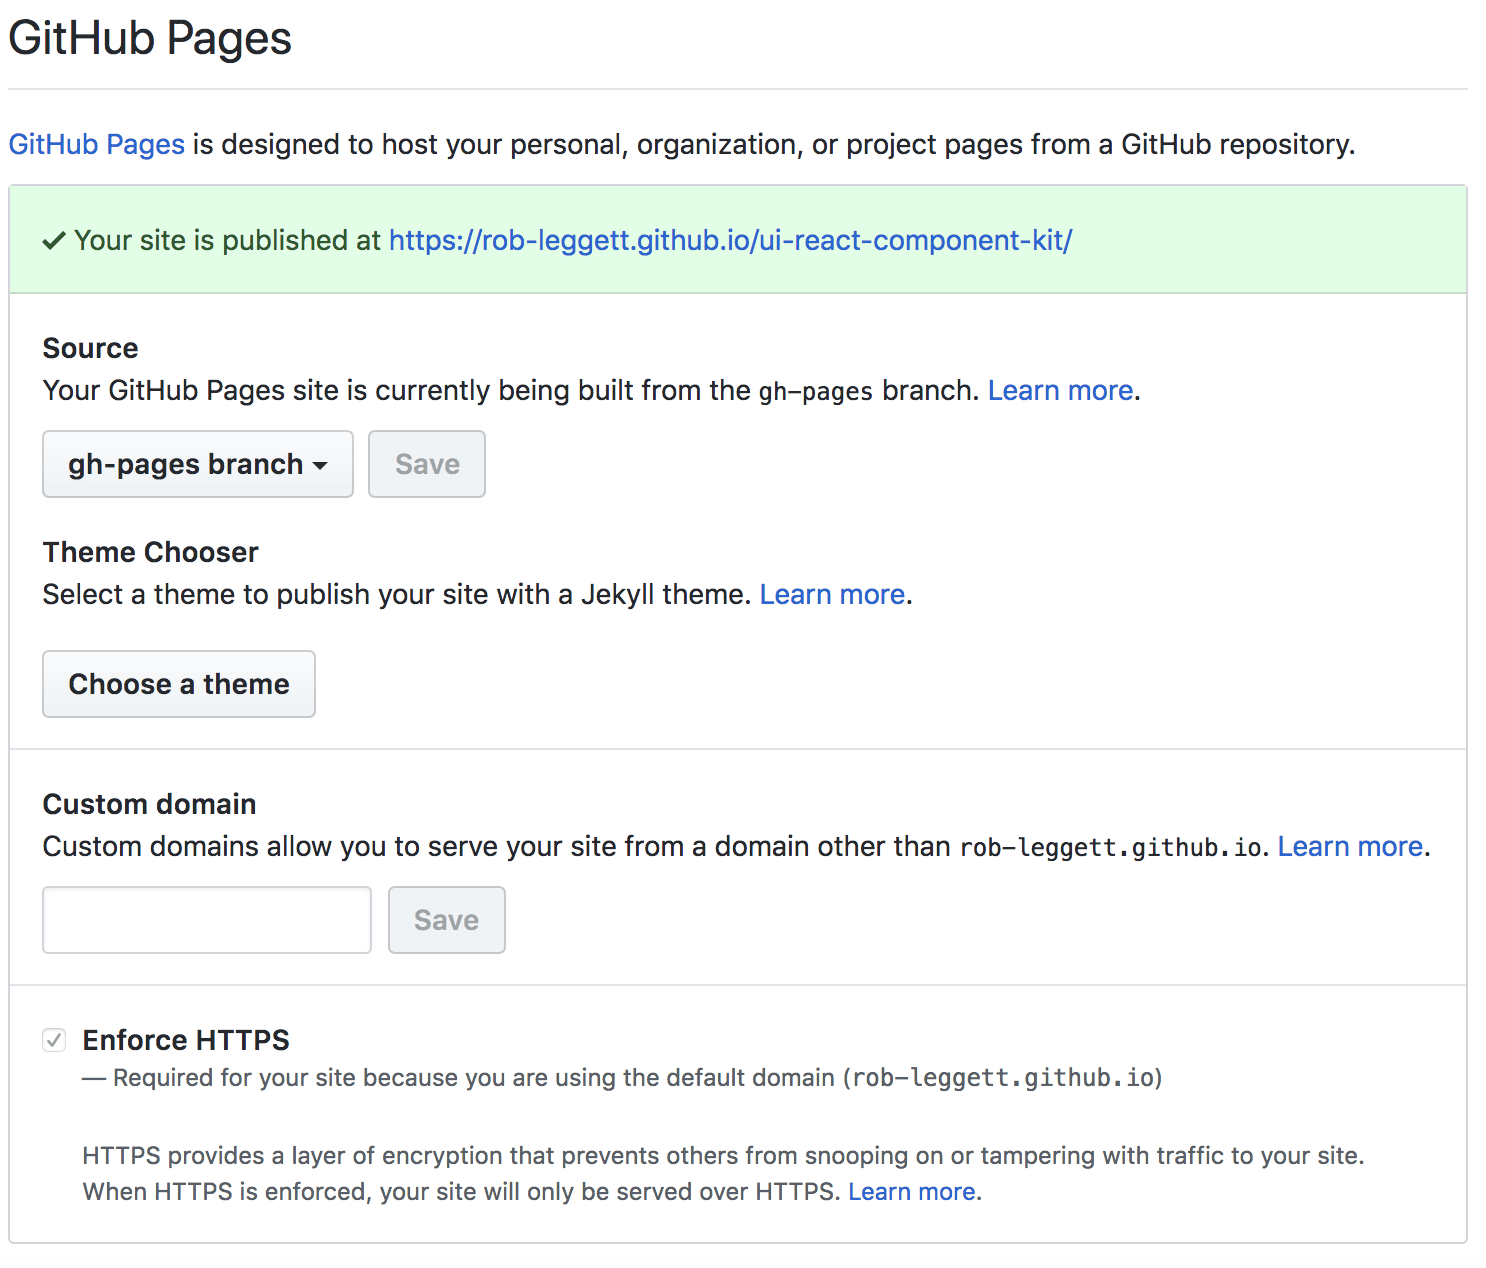 GitHub Pages
GitHub Pages is designed to host your personal, organization, or project pages from a GitHub repository.
Your site is published at https://rob-leggett.github.io/ui-react-component-kit/
Source
Your GitHub Pages site is currently being built from the gh-pages branch. Learn more.
gh-pages branch Save
Theme Chooser
Select a theme to publish your site with a Jekyll theme. Learn more.
Choose a theme
Custom domain
Custom domains allow you to serve your site from a domain other than rob-leggett.github.io. Learn more.
Save
Enforce HTTPS
— Required for your site because you are using the default domain (rob-leggett.github.io)
HTTPS provides a layer of encryption that prevents others from snooping on or tampering with traffic to your site.
When HTTPS is enforced, your site will only be served over HTTPS. Learn more.